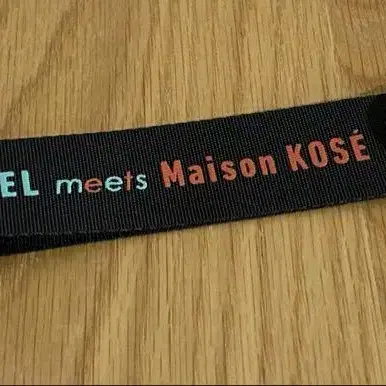 EL meets Maison KOSÉ